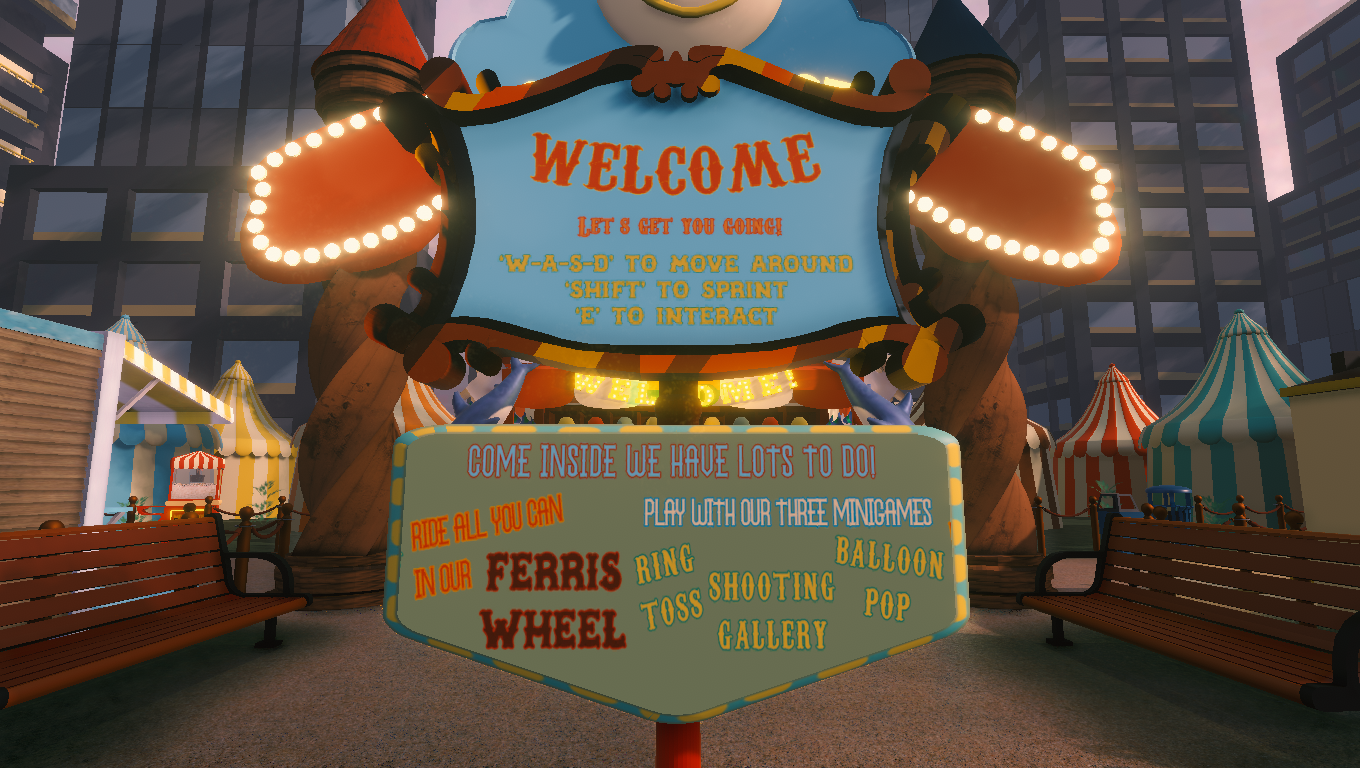 WELCOME
LET'S GET YOU GOING!
'W-A-S-D' TO MOVE AROUND
'SHIFT' TO SPRINT
'E' TO INTERACT
COME INSIDE WE HAVE LOTS TO DO!
RIDE ALL YOU CAN
IN OUR FERRIS
WHEEL
PLAY WITH OUR THREE MINIGAMES
RING
TOSS
SHOOTING
GALLERY
BALLOON
POP